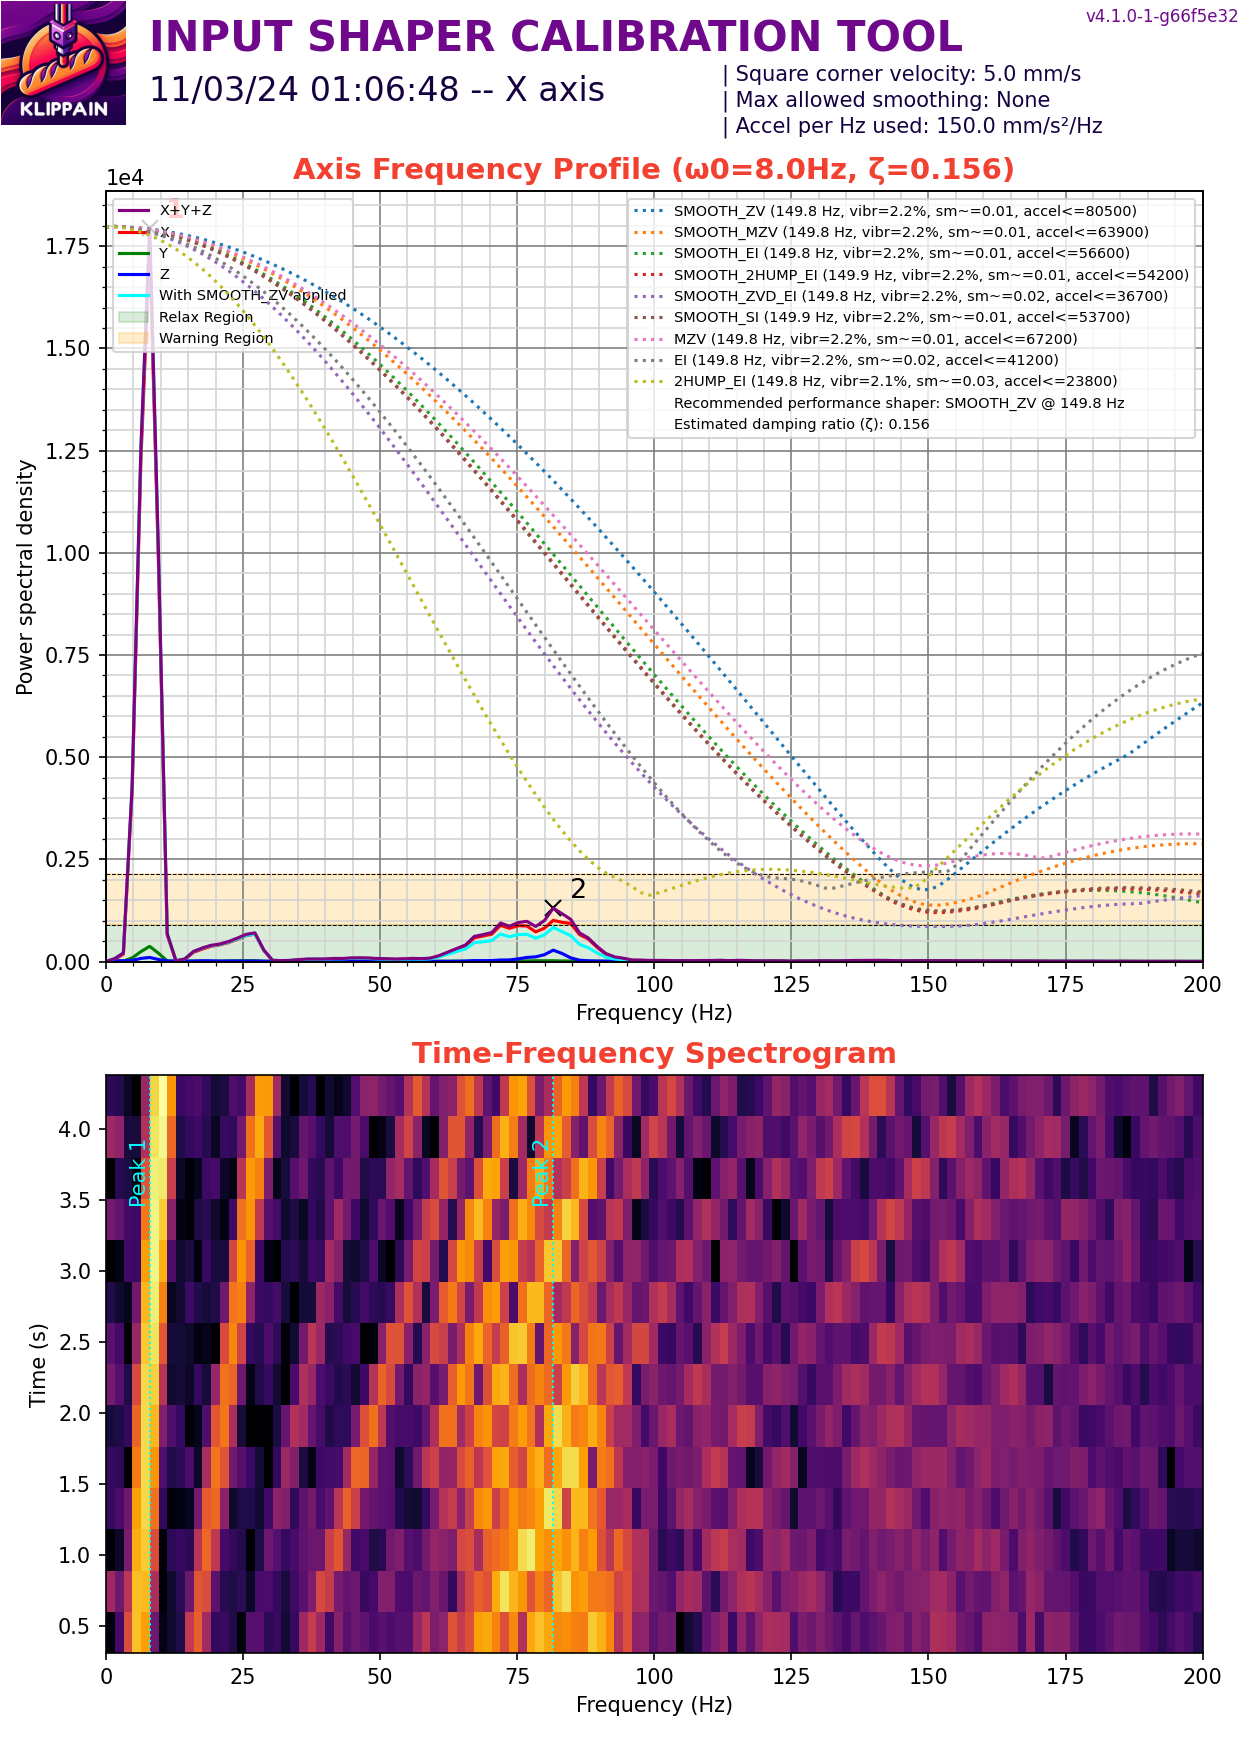 v4.1.0-1-g66f5e32
INPUT SHAPER CALIBRATION TOOL
11/03/24 01:06:48 -- X axis
| Square corner velocity: 5.0 mm/s
| Max allowed smoothing: None
| Accel per Hz used: 150.0 mm/s²/Hz
KLIPPAIN
Axis Frequency Profile (ω0=8.0Hz, ζ=0.156)
1e4
1
X+Y+Z
X
Y
Z
With SMOOTH_ZV applied
Relax Region
Warning Region
SMOOTH_ZV (149.8 Hz, vibr=2.2%, sm~=0.01, accel<=80500)
SMOOTH_MZV (149.8 Hz, vibr=2.2%, sm~=0.01, accel<=63900)
SMOOTH_EI (149.8 Hz, vibr=2.2%, sm~=0.01, accel<=56600)
SMOOTH_2HUMP_EI (149.9 Hz, vibr=2.2%, sm~=0.01, accel<=54200)
SMOOTH_ZVD_EI (149.8 Hz, vibr=2.2%, sm~=0.02, accel<=36700)
SMOOTH_SI (149.9 Hz, vibr=2.2%, sm~=0.01, accel<=53700)
MZV (149.8 Hz, vibr=2.2%, sm~=0.01, accel<=67200)
EI (149.8 Hz, vibr=2.2%, sm~=0.02, accel<=41200)
2HUMP_EI (149.8 Hz, vibr=2.1%, sm~=0.03, accel<=23800)
Recommended performance shaper: SMOOTH_ZV @ 149.8 Hz
Estimated damping ratio (ζ): 0.156
1.75
1.50
1.25
1.00
0.75
0.50
0.25
0.00
Power spectral density
2
0 25 50 75 100 125 150 175 200
Frequency (Hz)
Time-Frequency Spectrogram
4.0
3.5
3.0
2.5
2.0
1.5
1.0
0.5
Time (s)
Peak 1
Peak 2
0 25 50 75 100 125 150 175 200
Frequency (Hz)